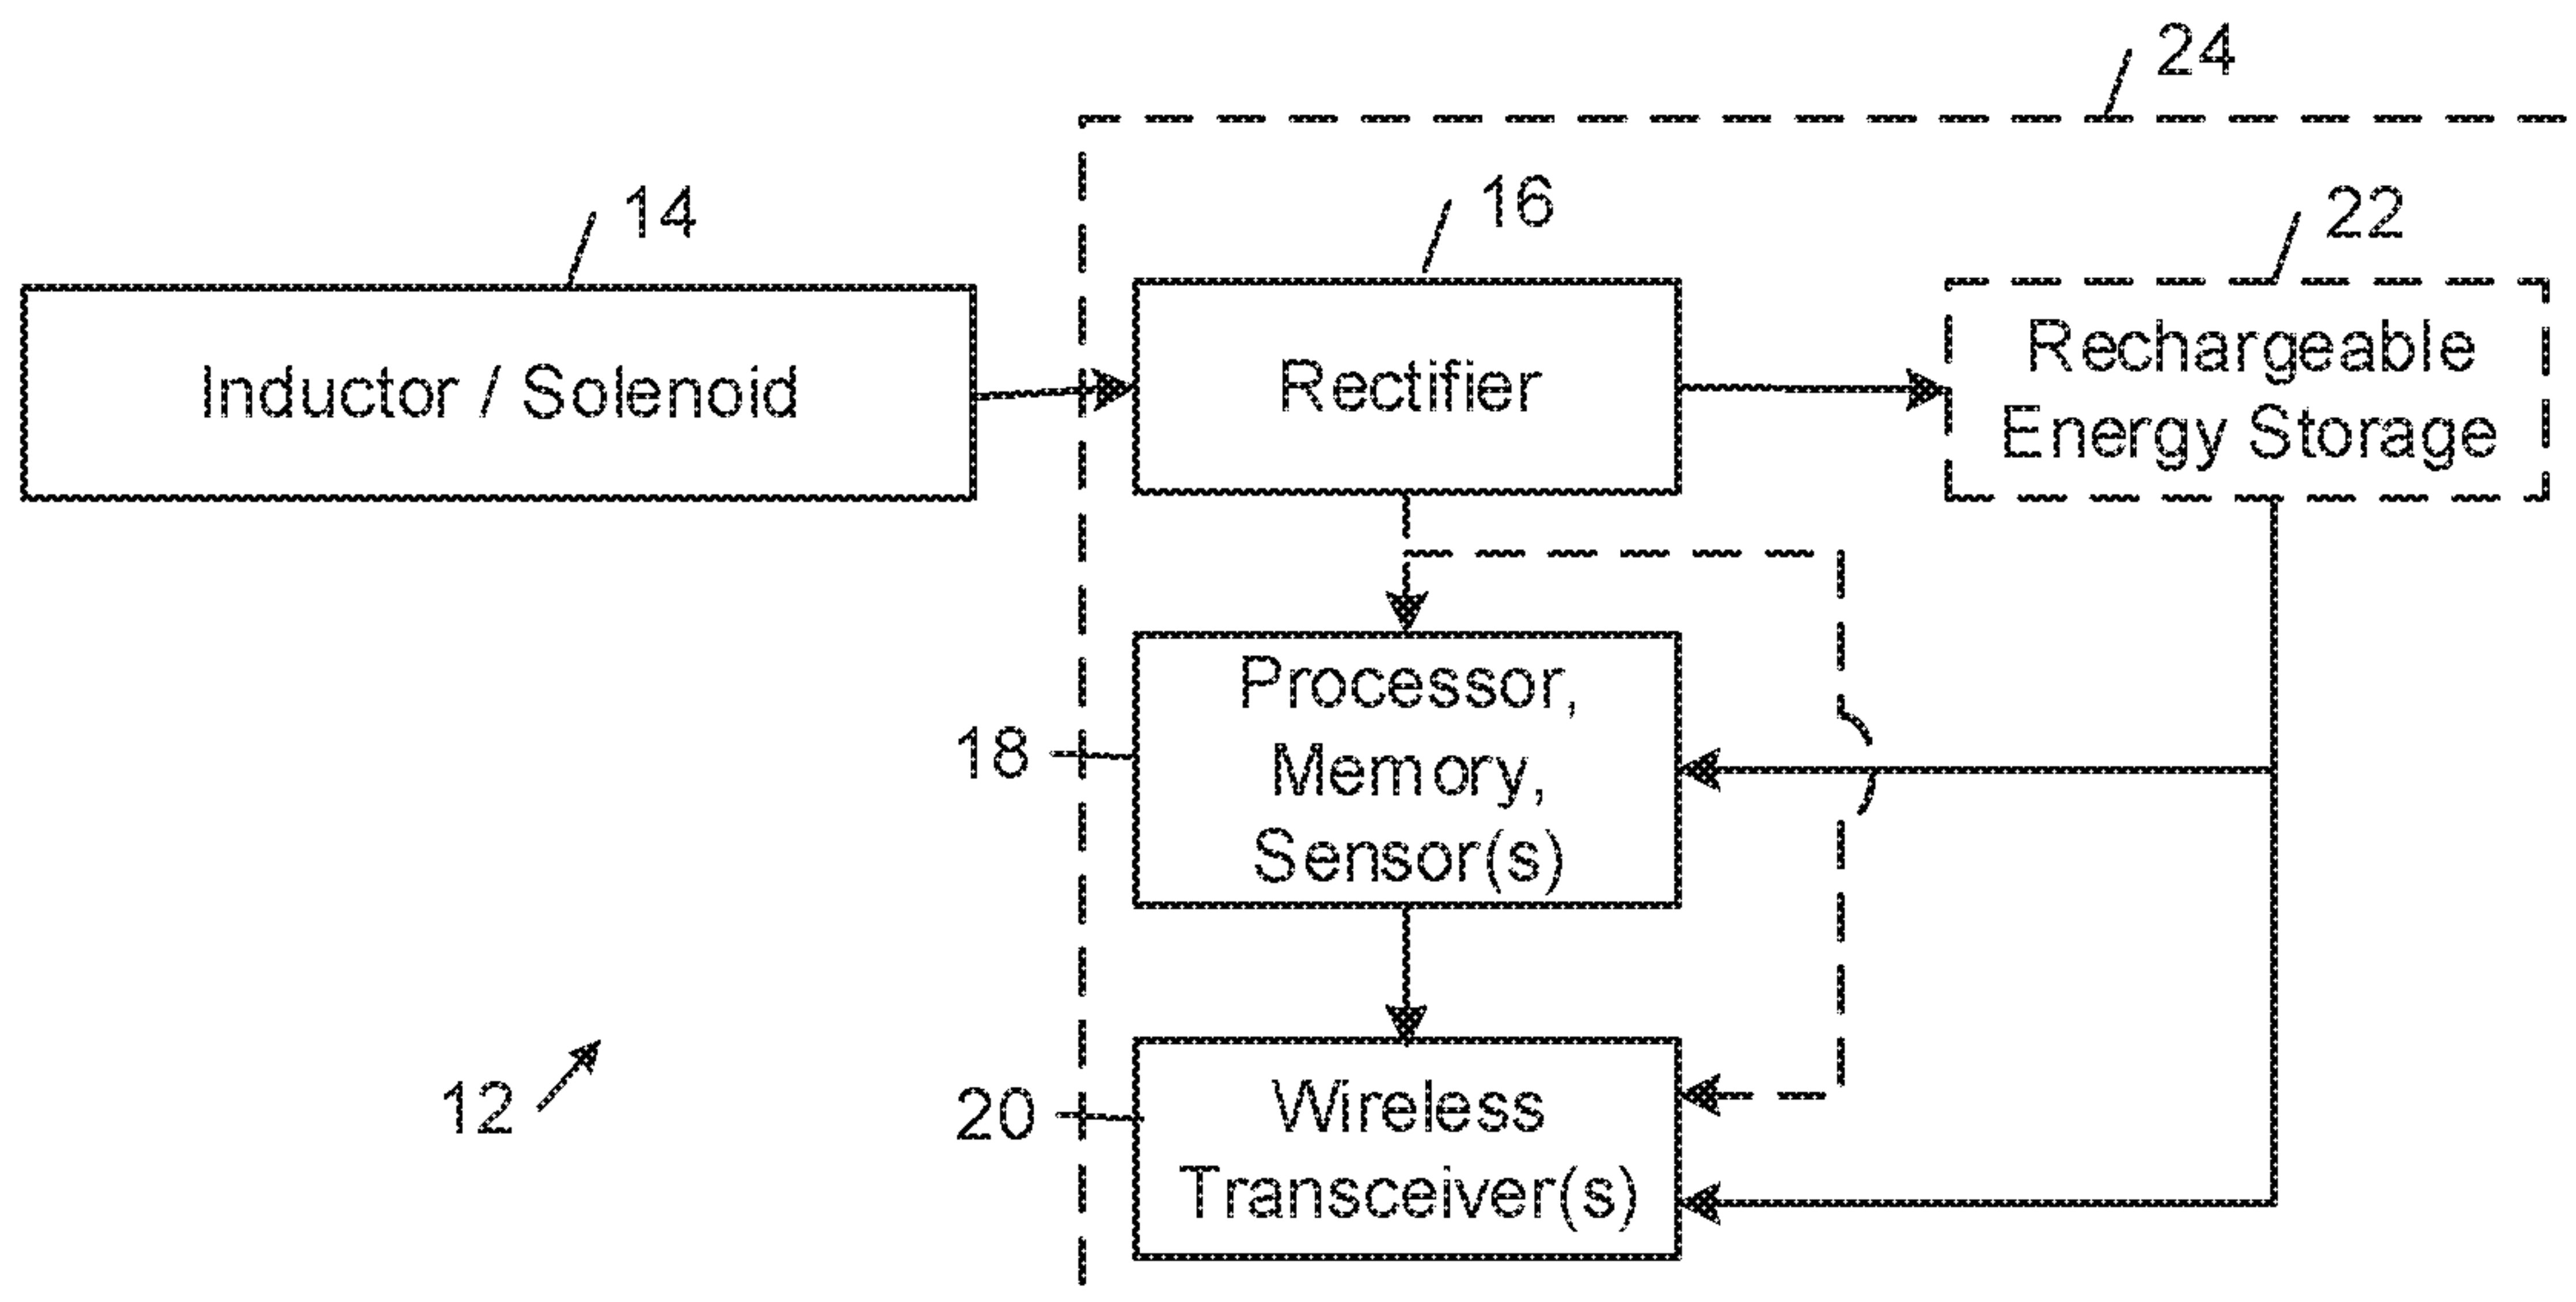 24
14
16
22
Inductor / Solenoid
Rectifier
Rechargeable
Energy Storage
18
Processor,
Memory,
Sensor(s)
12
20
Wireless
Transceiver(s)